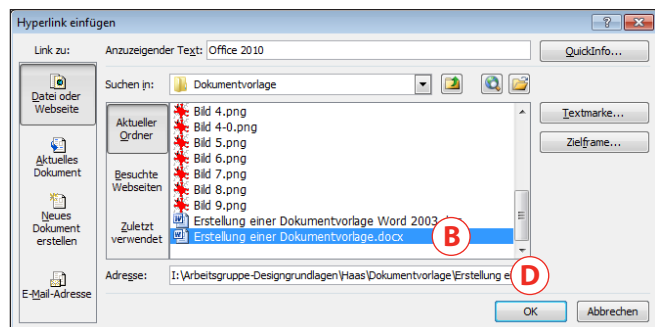 Hyperlink einfügen
Link zu:
Anzuzeigender Text: Office 2010
QuickInfo...
Datei oder
Webseite
Suchen in:
Dokumentvorlage
Textmarke...
Zielframe...
Aktueller
Ordner
Bild 4.png
Bild 4-0.png
Bild 5.png
Bild 6.png
Bild 7.png
Bild 8.png
Bild 9.png
Erstellung einer Dokumentvorlage Word 2003
Erstellung einer Dokumentvorlage.docx
B
Aktuelles
Dokument
Besuchte
Webseiten
Neues
Dokument
erstellen
Zuletzt
verwendet
E-Mail-Adresse
Adresse:
I:\Arbeitsgruppe-Designgrundlagen\Haas\Dokumentvorlage\Erstellung
D
OK
Abbrechen